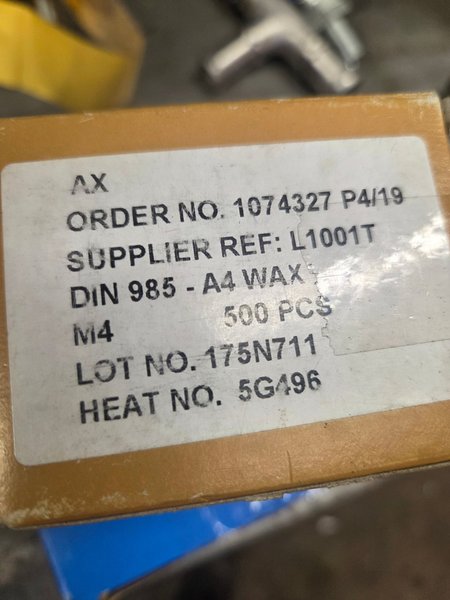 AX
ORDER NO. 1074327 P4/19
SUPPLIER REF: L1001T
DIN 985 - A4 WAX
M4 500 PCS
LOT NO. 175N711
HEAT NO. 5G496